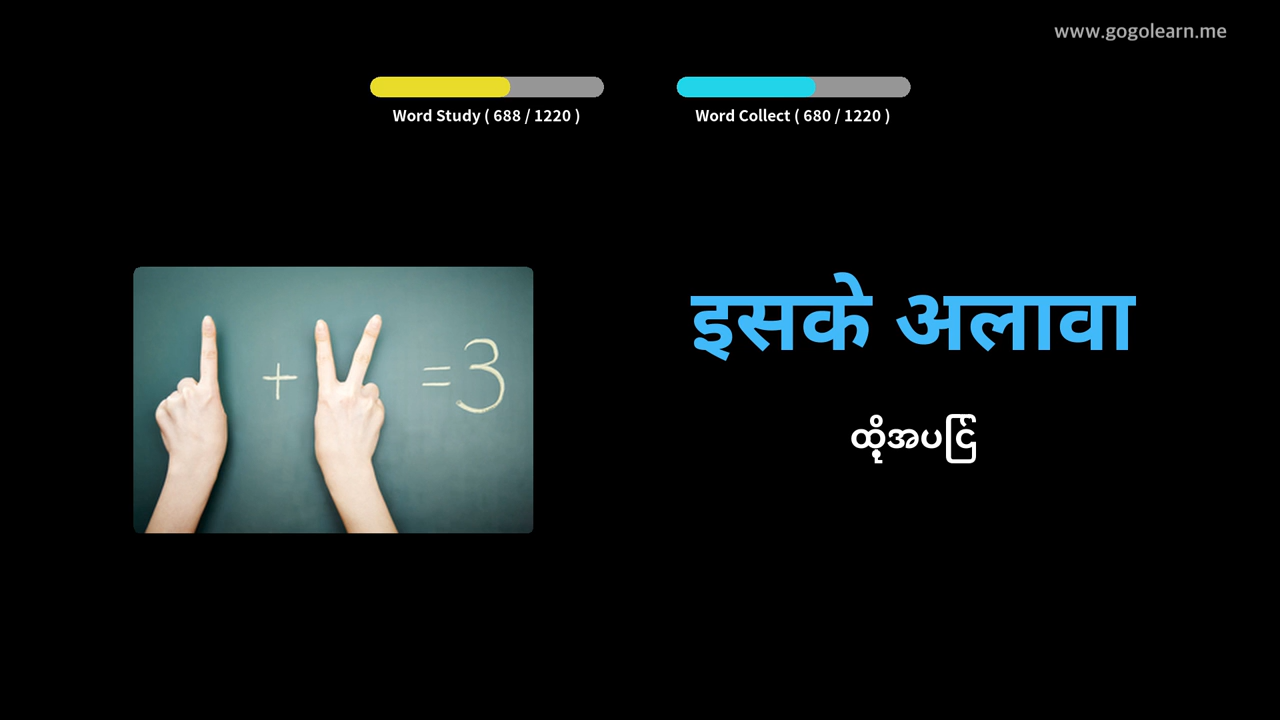 www.gogolearn.me
Word Study ( 688 / 1220 )
Word Collect ( 680 / 1220 )
+ = 3
इसके अलावा
ထို့အပြင်